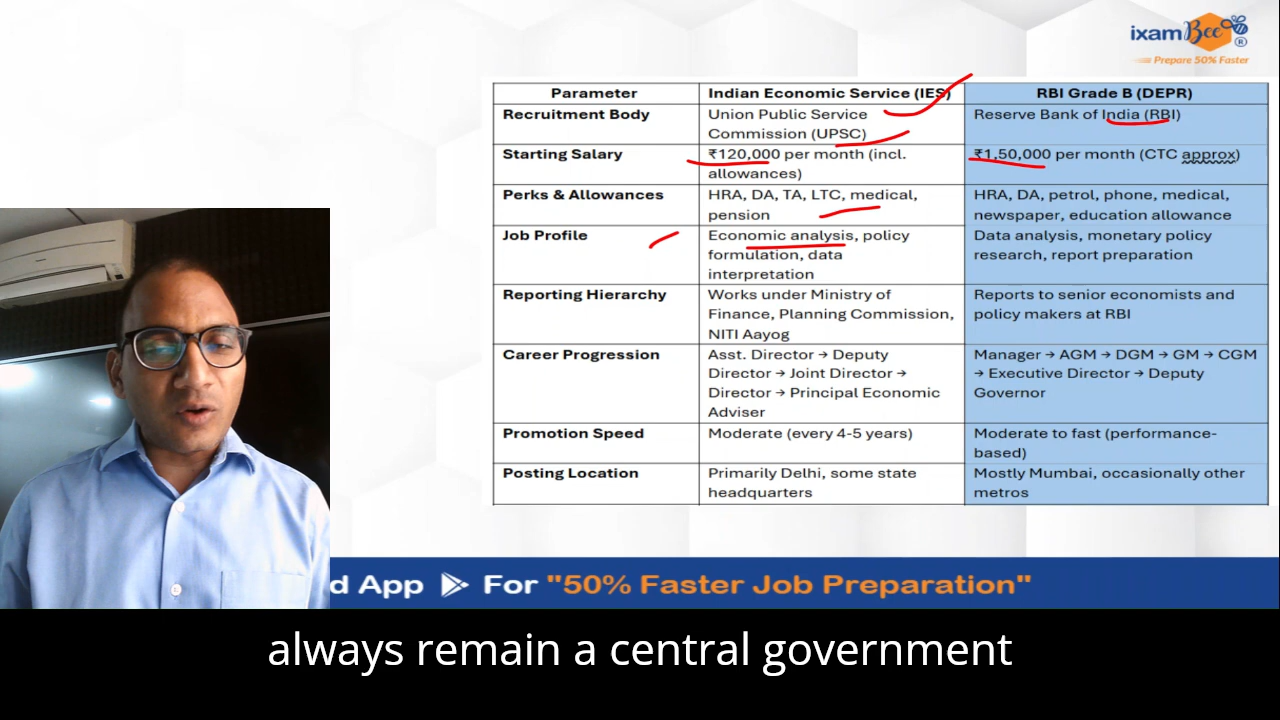 ixamBee ®
Prepare 50% Faster
Parameter Indian Economic Service (IES) RBI Grade B (DEPR)
Recruitment Body Union Public Service Reserve Bank of India (RBI)
Commission (UPSC)
Starting Salary ₹120,000 per month (incl. ₹1,50,000 per month (CTC approx)
allowances)
Perks & Allowances HRA, DA, TA, LTC, medical, HRA, DA, petrol, phone, medical,
pension newspaper, education allowance
Job Profile Economic analysis, policy Data analysis, monetary policy
formulation, data research, report preparation
interpretation
Reporting Hierarchy Works under Ministry of Reports to senior economists and
Finance, Planning Commission, policy makers at RBI
NITI Aayog
Career Progression Asst. Director → Deputy Manager → AGM → DGM → GM → CGM
Director → Joint Director → → Executive Director → Deputy
Director → Principal Economic Governor
Adviser
Promotion Speed Moderate (every 4-5 years) Moderate to fast (performance-
based)
Posting Location Primarily Delhi, some state Mostly Mumbai, occasionally other
headquarters metros
d App For "50% Faster Job Preparation"
always remain a central government